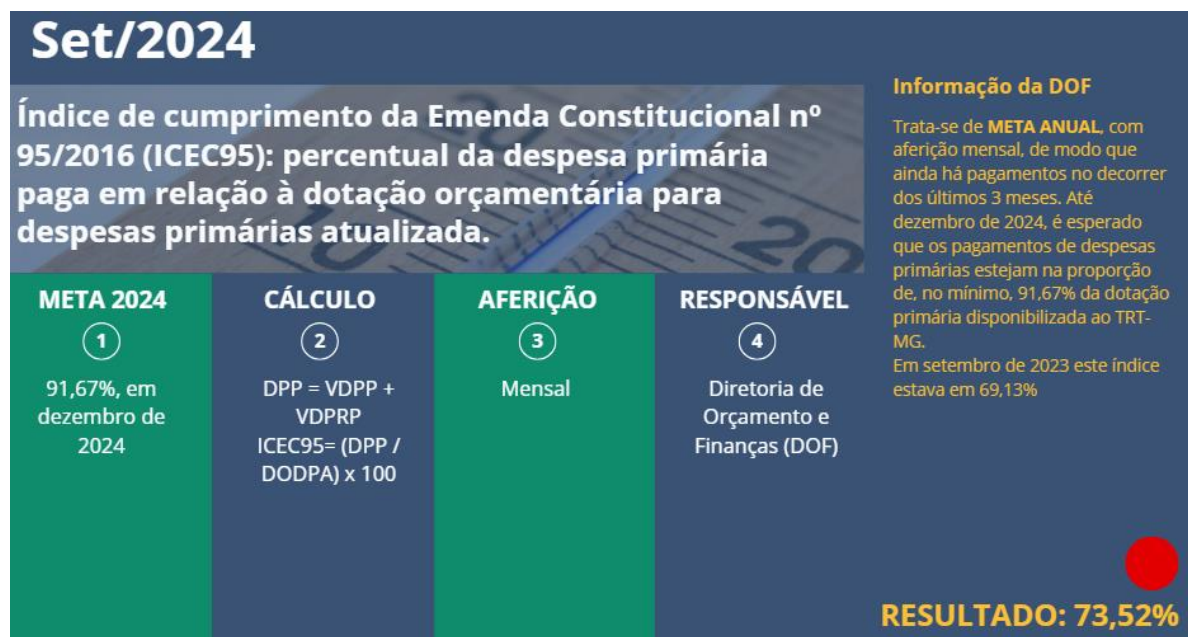 Set/2024
Índice de cumprimento da Emenda Constitucional nº
95/2016 (ICEC95): percentual da despesa primária
paga em relação à dotação orçamentária para
despesas primárias atualizada.
META 2024
1
91,67%, em
dezembro de
2024
CÁLCULO
2
DPP = VDPP +
VDPRP
ICEC95= (DPP /
DODPA) x 100
AFERIÇÃO
3
Mensal
RESPONSÁVEL
4
Diretoria de
Orçamento e
Finanças (DOF)
Informação da DOF
Trata-se de META ANUAL, com
aferição mensal, de modo que
ainda há pagamentos no decorrer
dos últimos 3 meses. Até
dezembro de 2024, é esperado
que os pagamentos de despesas
primárias estejam na proporção
de, no mínimo, 91,67% da dotação
primária disponibilizada ao TRT-
MG.
Em setembro de 2023 este índice
estava em 69,13%
RESULTADO: 73,52%